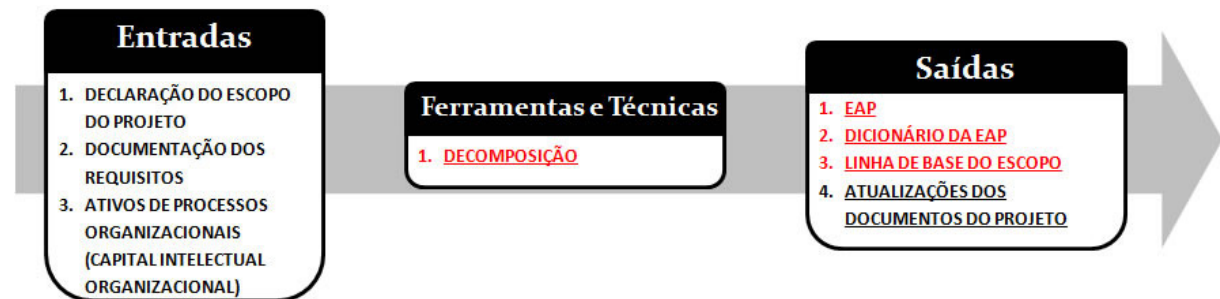 Entradas
1. DECLARAÇÃO DO ESCOPO
DO PROJETO
2. DOCUMENTAÇÃO DOS
REQUISITOS
3. ATIVOS DE PROCESSOS
ORGANIZACIONAIS
(CAPITAL INTELECTUAL
ORGANIZACIONAL)
Ferramentas e Técnicas
1. DECOMPOSIÇÃO
Saídas
1. EAP
2. DICIONÁRIO DA EAP
3. LINHA DE BASE DO ESCOPO
4. ATUALIZAÇÕES DOS
DOCUMENTOS DO PROJETO